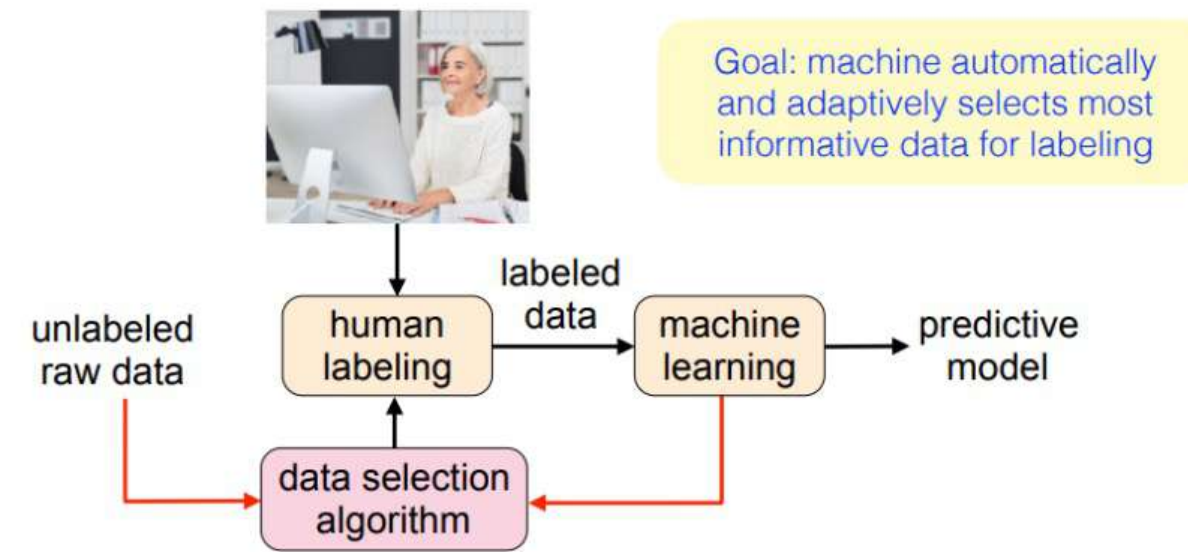 Goal: machine automatically
and adaptively selects most
informative data for labeling
unlabeled
raw data
human
labeling
labeled
data
machine
learning
predictive
model
data selection
algorithm